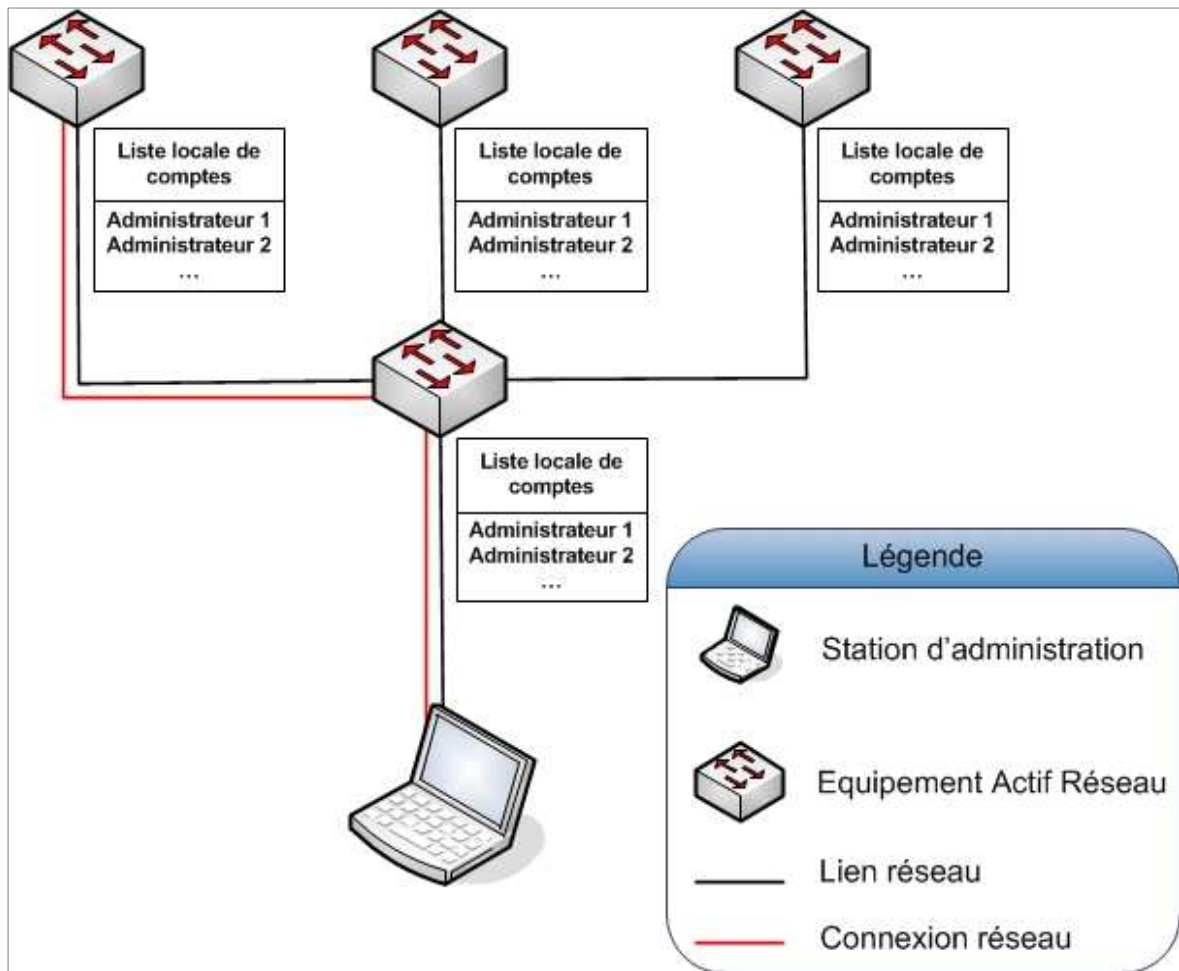 Liste locale de
comptes
Administrateur 1
Administrateur 2
...
Liste locale de
comptes
Administrateur 1
Administrateur 2
...
Liste locale de
comptes
Administrateur 1
Administrateur 2
...
Liste locale de
comptes
Administrateur 1
Administrateur 2
...
Légende
Station d'administration
Equipement Actif Réseau
Lien réseau
Connexion réseau